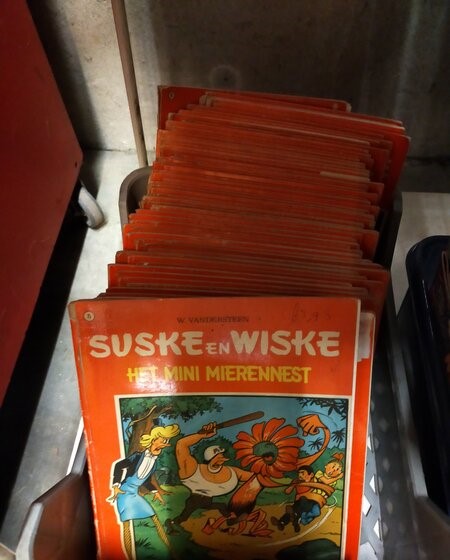 W. VANDERSTEEN
SUSKE EN WISKE
HET MINI MIERENNEST